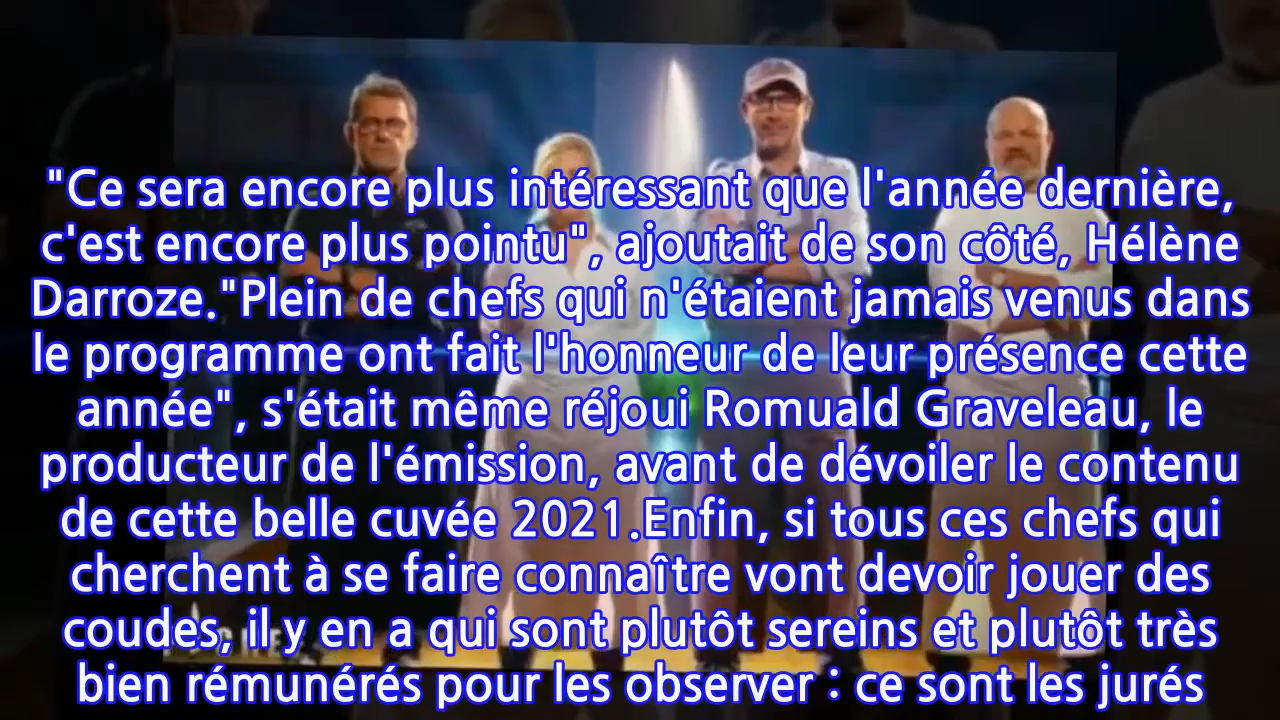 "Ce sera encore plus intéressant que l'année dernière,
c'est encore plus pointu", ajoutait de son côté, Hélène
Darroze."Plein de chefs qui n'étaient jamais venus dans
le programme ont fait l'honneur de leur présence cette
année", s'était même réjoui Romuald Graveleau, le
producteur de l'émission, avant de dévoiler le contenu
de cette belle cuvée 2021.Enfin, si tous ces chefs qui
cherchent à se faire connaître vont devoir jouer des
coudes, il y en a qui sont plutôt sereins et plutôt très
bien rémunérés pour les observer : ce sont les jurés